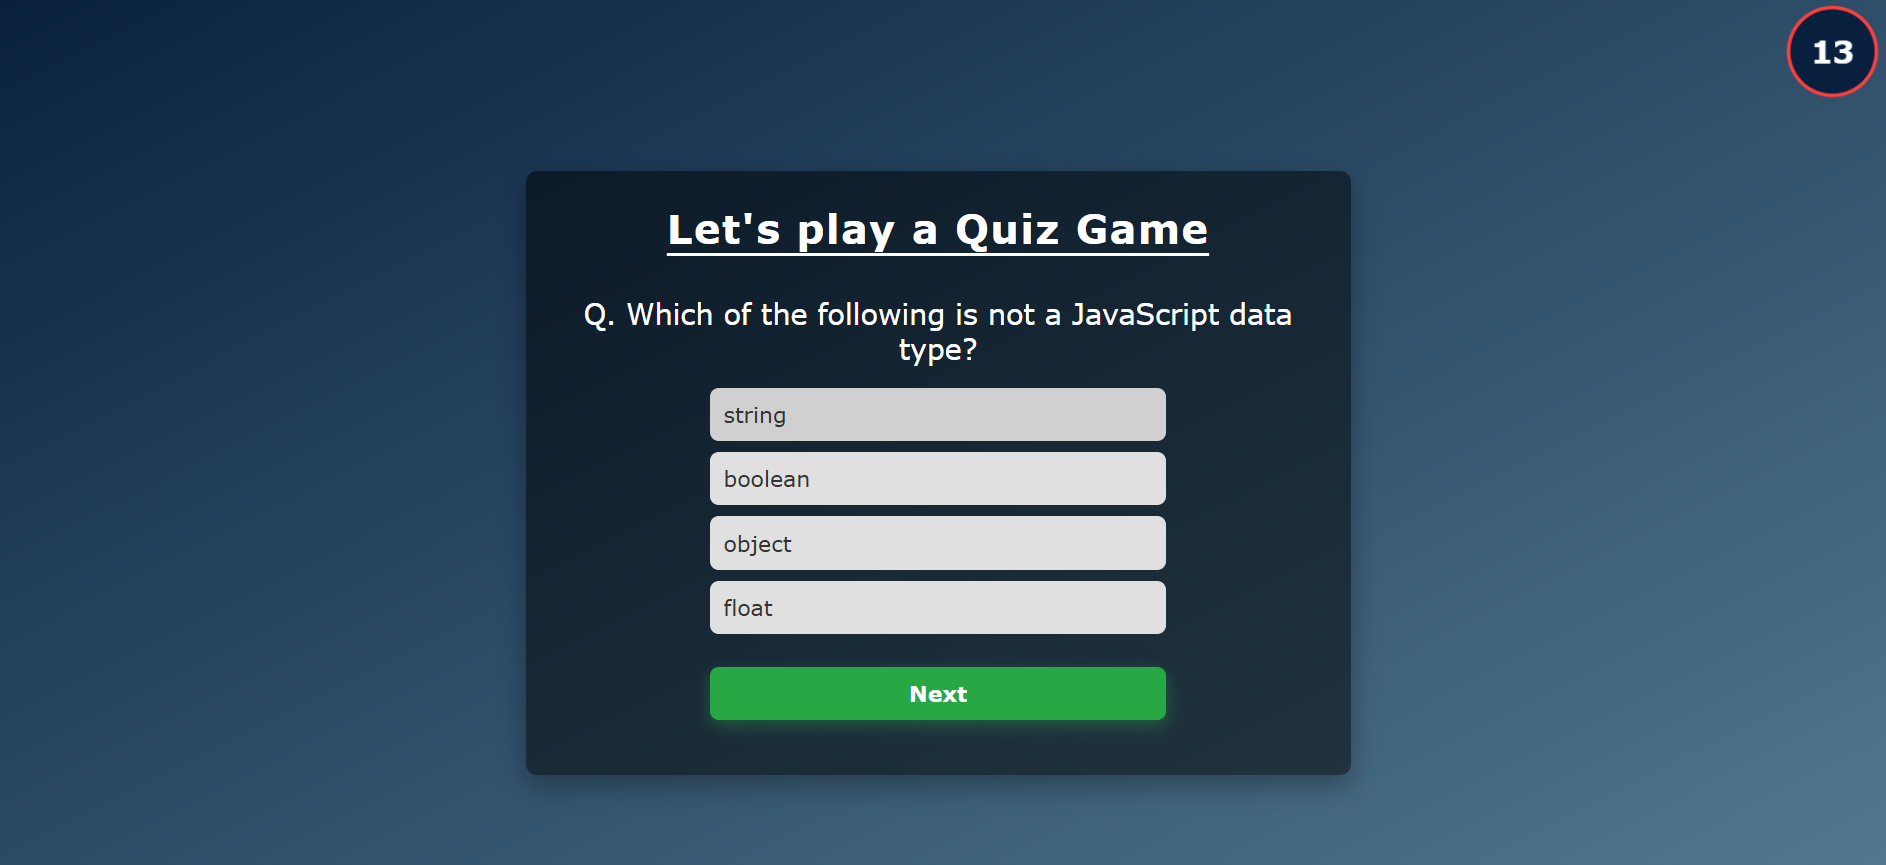 13
Let's play a Quiz Game
Q. Which of the following is not a JavaScript data
type?
string
boolean
object
float
Next